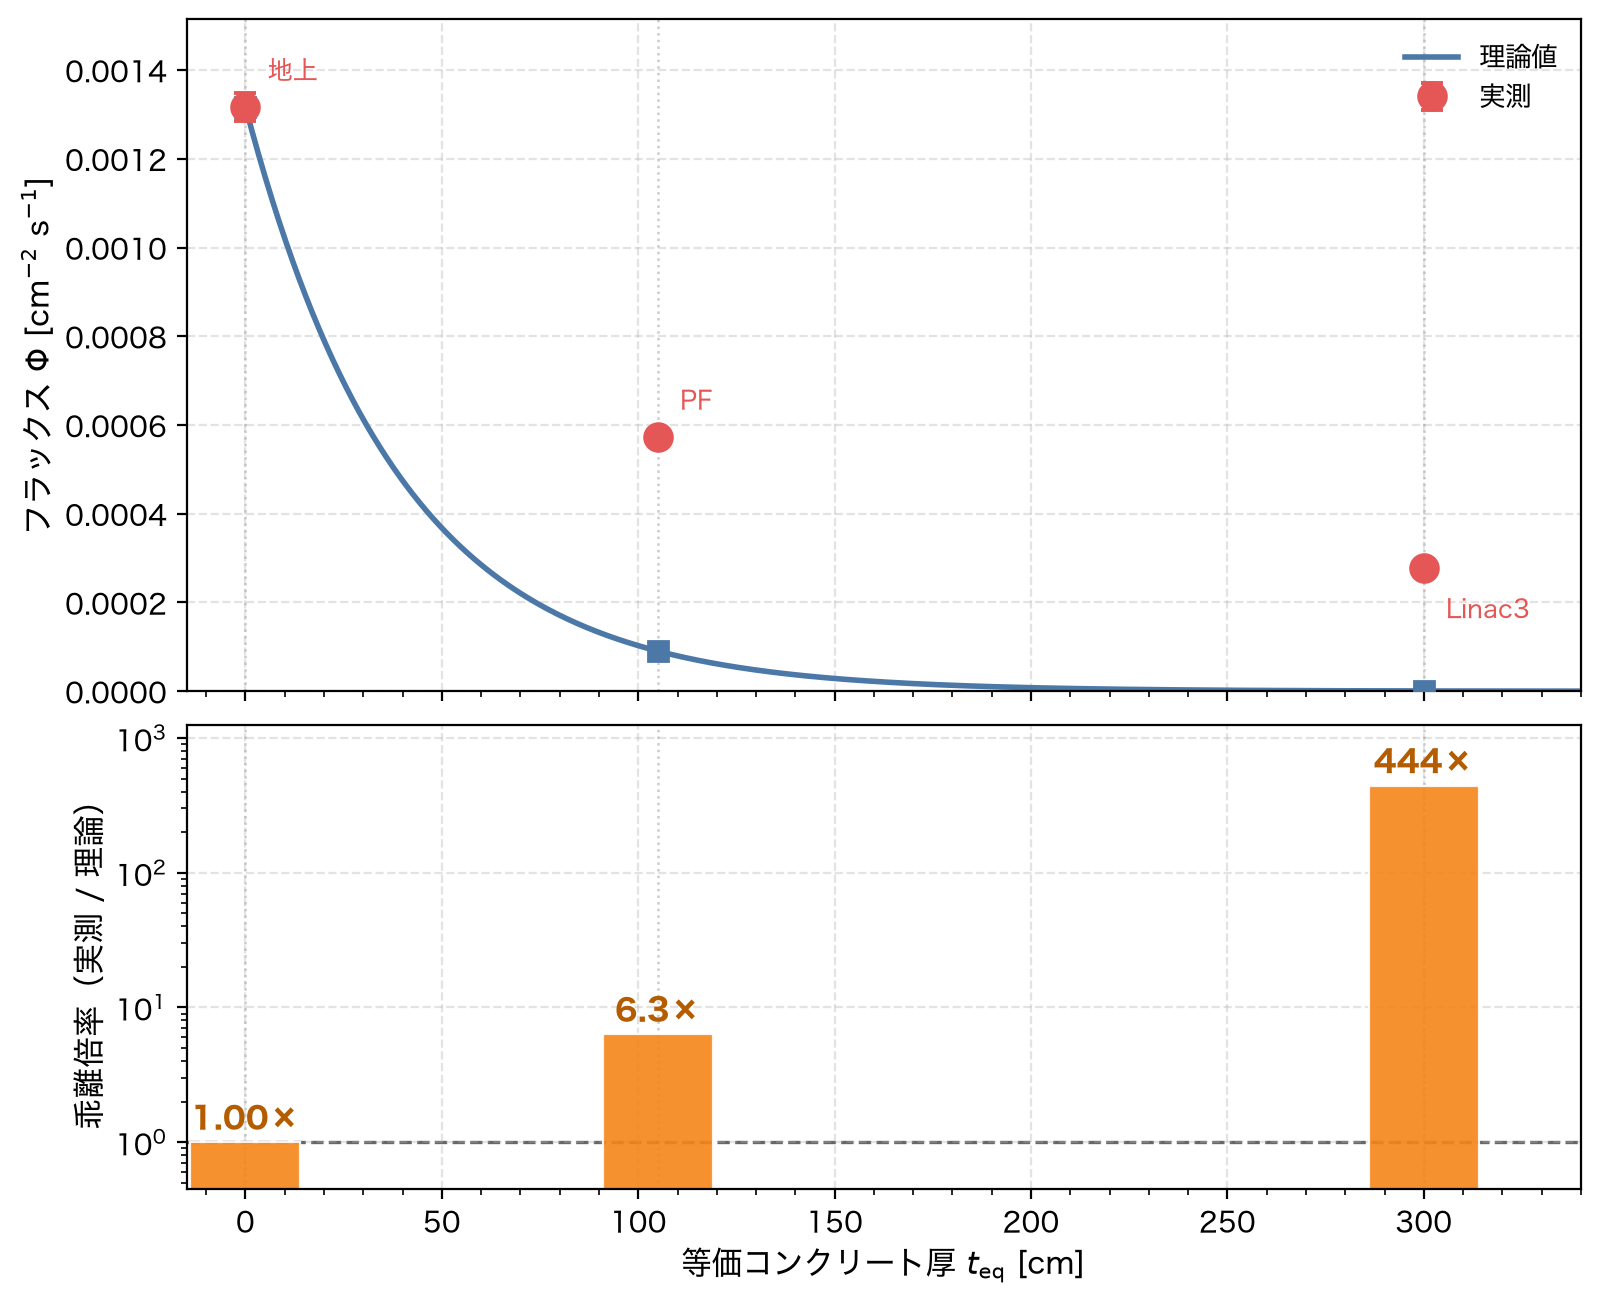 フラックス Φ [cm⁻² s⁻¹]
0.0014
0.0012
0.0010
0.0008
0.0006
0.0004
0.0002
0.0000
地上
PF
Linac3
理論値
実測
乖離倍率（実測 / 理論）
10³
10²
10¹
10⁰
1.00×
6.3×
444×
0 50 100 150 200 250 300
等価コンクリート厚 t_eq [cm]